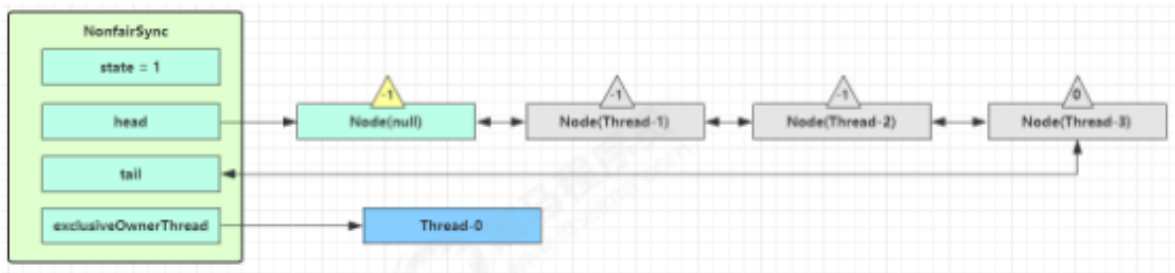 NonfairSync
state = 1
head
tail
exclusiveOwnerThread
-1
-1
-1
0
Node(null)
Node(Thread-1)
Node(Thread-2)
Node(Thread-3)
Thread-0